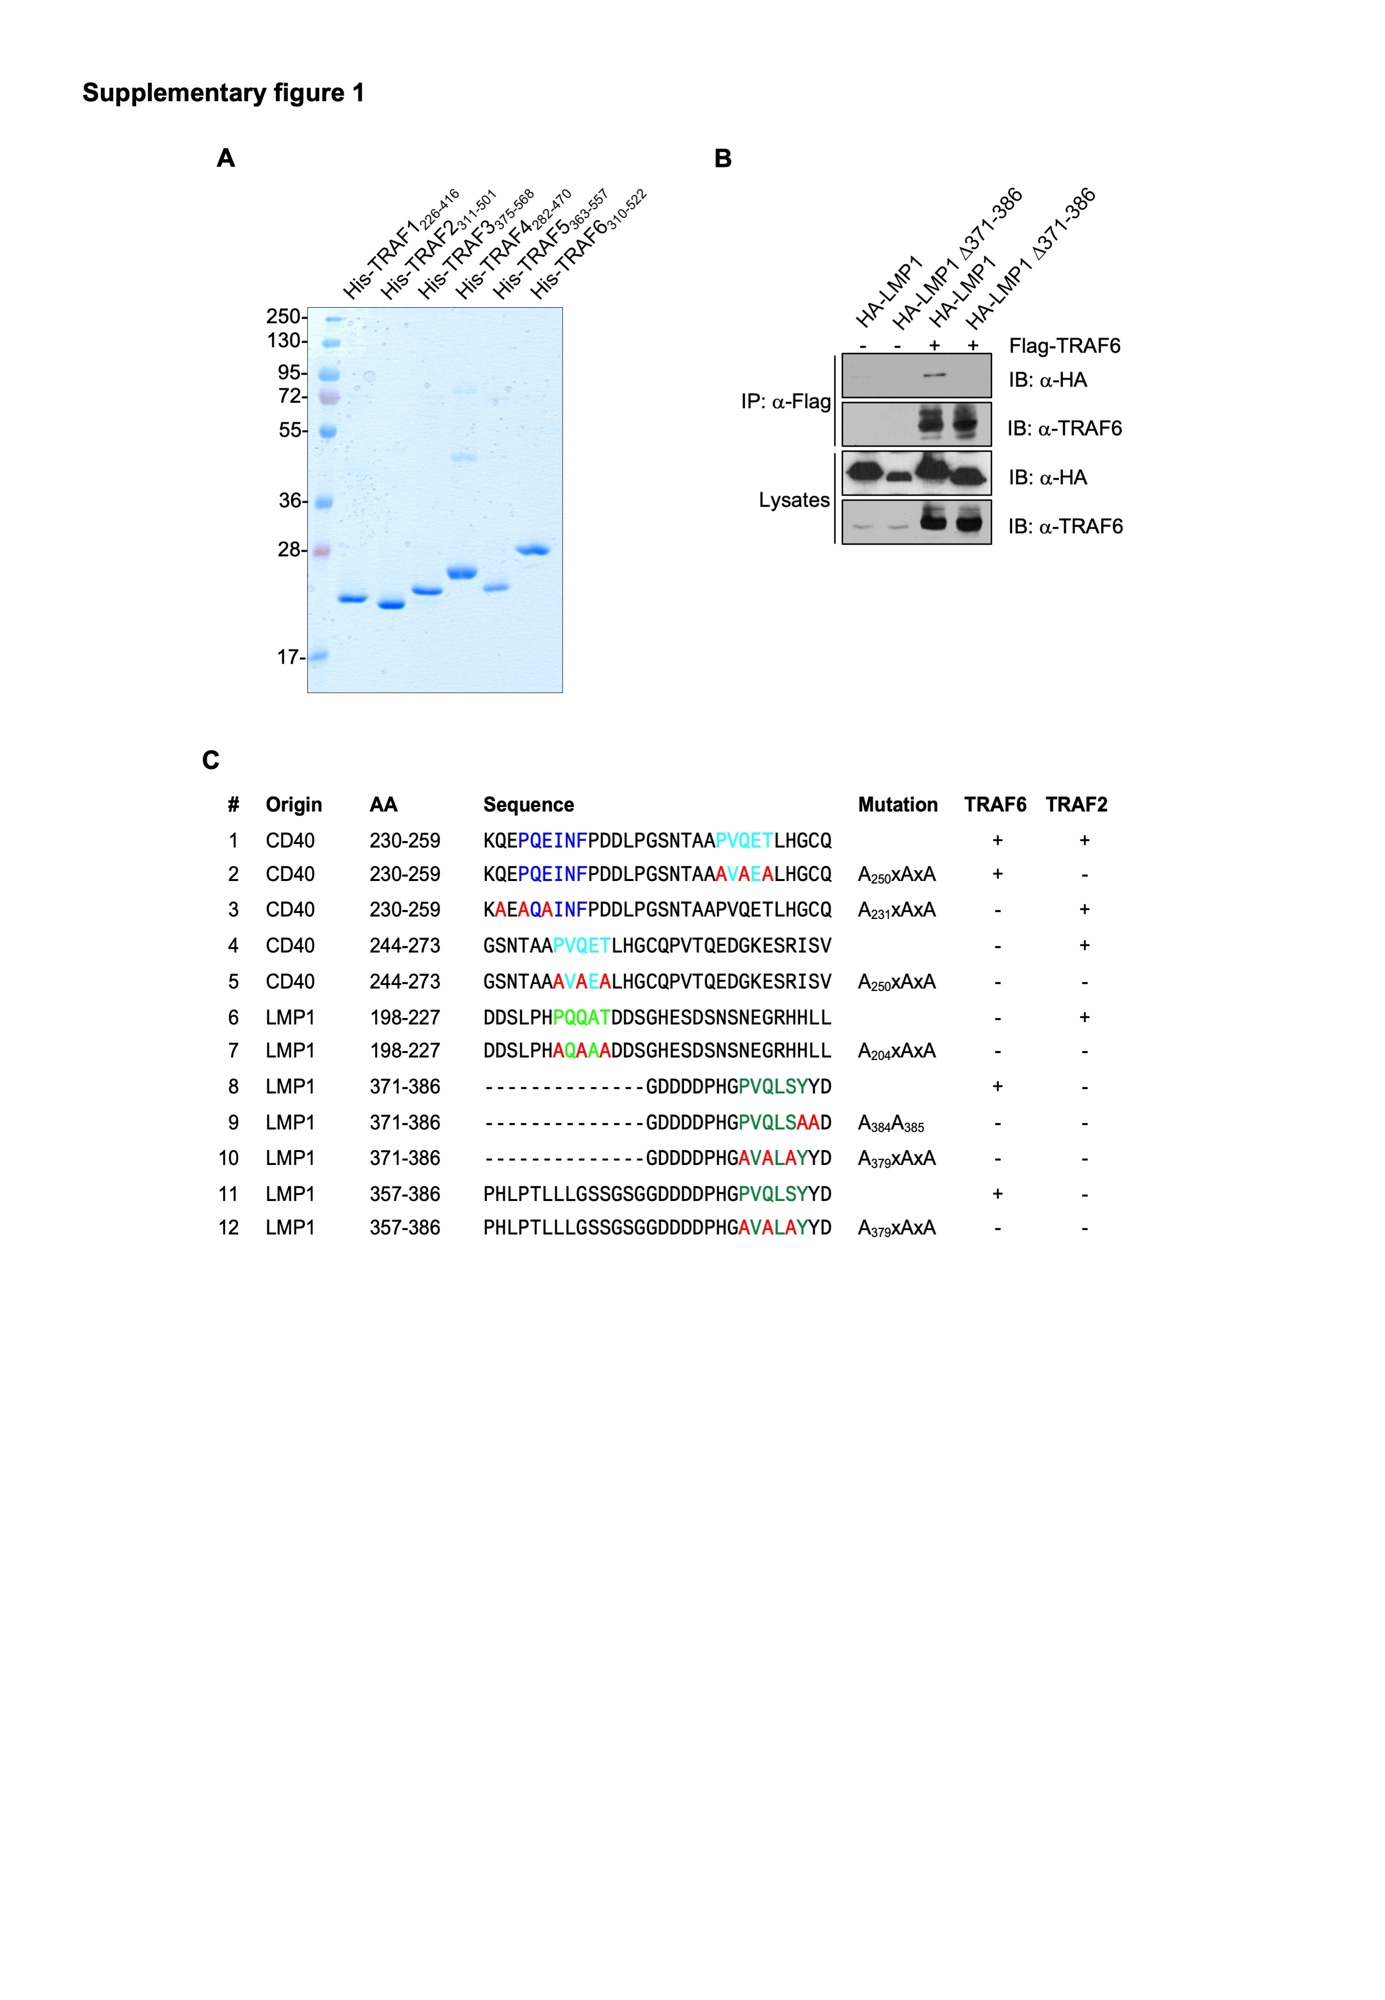 Supplementary figure 1
A
His-TRAF1226-416
His-TRAF2311-501
His-TRAF3375-568
His-TRAF4282-470
His-TRAF5363-557
His-TRAF6310-522
250-
130-
95-
72-
55-
36-
28-
17-
B
HA-LMP1
HA-LMP1 Δ371-386
HA-LMP1
HA-LMP1 Δ371-386
- - + + Flag-TRAF6
IP: α-Flag
IB: α-HA
IB: α-TRAF6
Lysates
IB: α-HA
IB: α-TRAF6
C
# Origin AA Sequence Mutation TRAF6 TRAF2
1 CD40 230-259 KQEPQEINFPDDLPGSNTAAPVQETLHGCQ + +
2 CD40 230-259 KQEPQEINFPDDLPGSNTAAAVAEALHGCQ A250xAxA + -
3 CD40 230-259 KAEAQAINFPDDLPGSNTAAPVQETLHGCQ A231xAxA - +
4 CD40 244-273 GSNTAAPVQETLHGCQPVTQEDGKESRISV - +
5 CD40 244-273 GSNTAAAVAEALHGCQPVTQEDGKESRISV A250xAxA - -
6 LMP1 198-227 DDSLPHPQQATDDSGHESDSNSNEGRHHLL - +
7 LMP1 198-227 DDSLPHAQAAADDSGHESDSNSNEGRHHLL A204xAxA - -
8 LMP1 371-386 --------------GDDDDPHGPVQLSYYD + -
9 LMP1 371-386 --------------GDDDDPHGPVQLSAAD A384A385 - -
10 LMP1 371-386 --------------GDDDDPHGAVALAYYD A379xAxA - -
11 LMP1 357-386 PHLPTLLLGSSGSGGDDDDPHGPVQLSYYD + -
12 LMP1 357-386 PHLPTLLLGSSGSGGDDDDPHGAVALAYYD A379xAxA - -